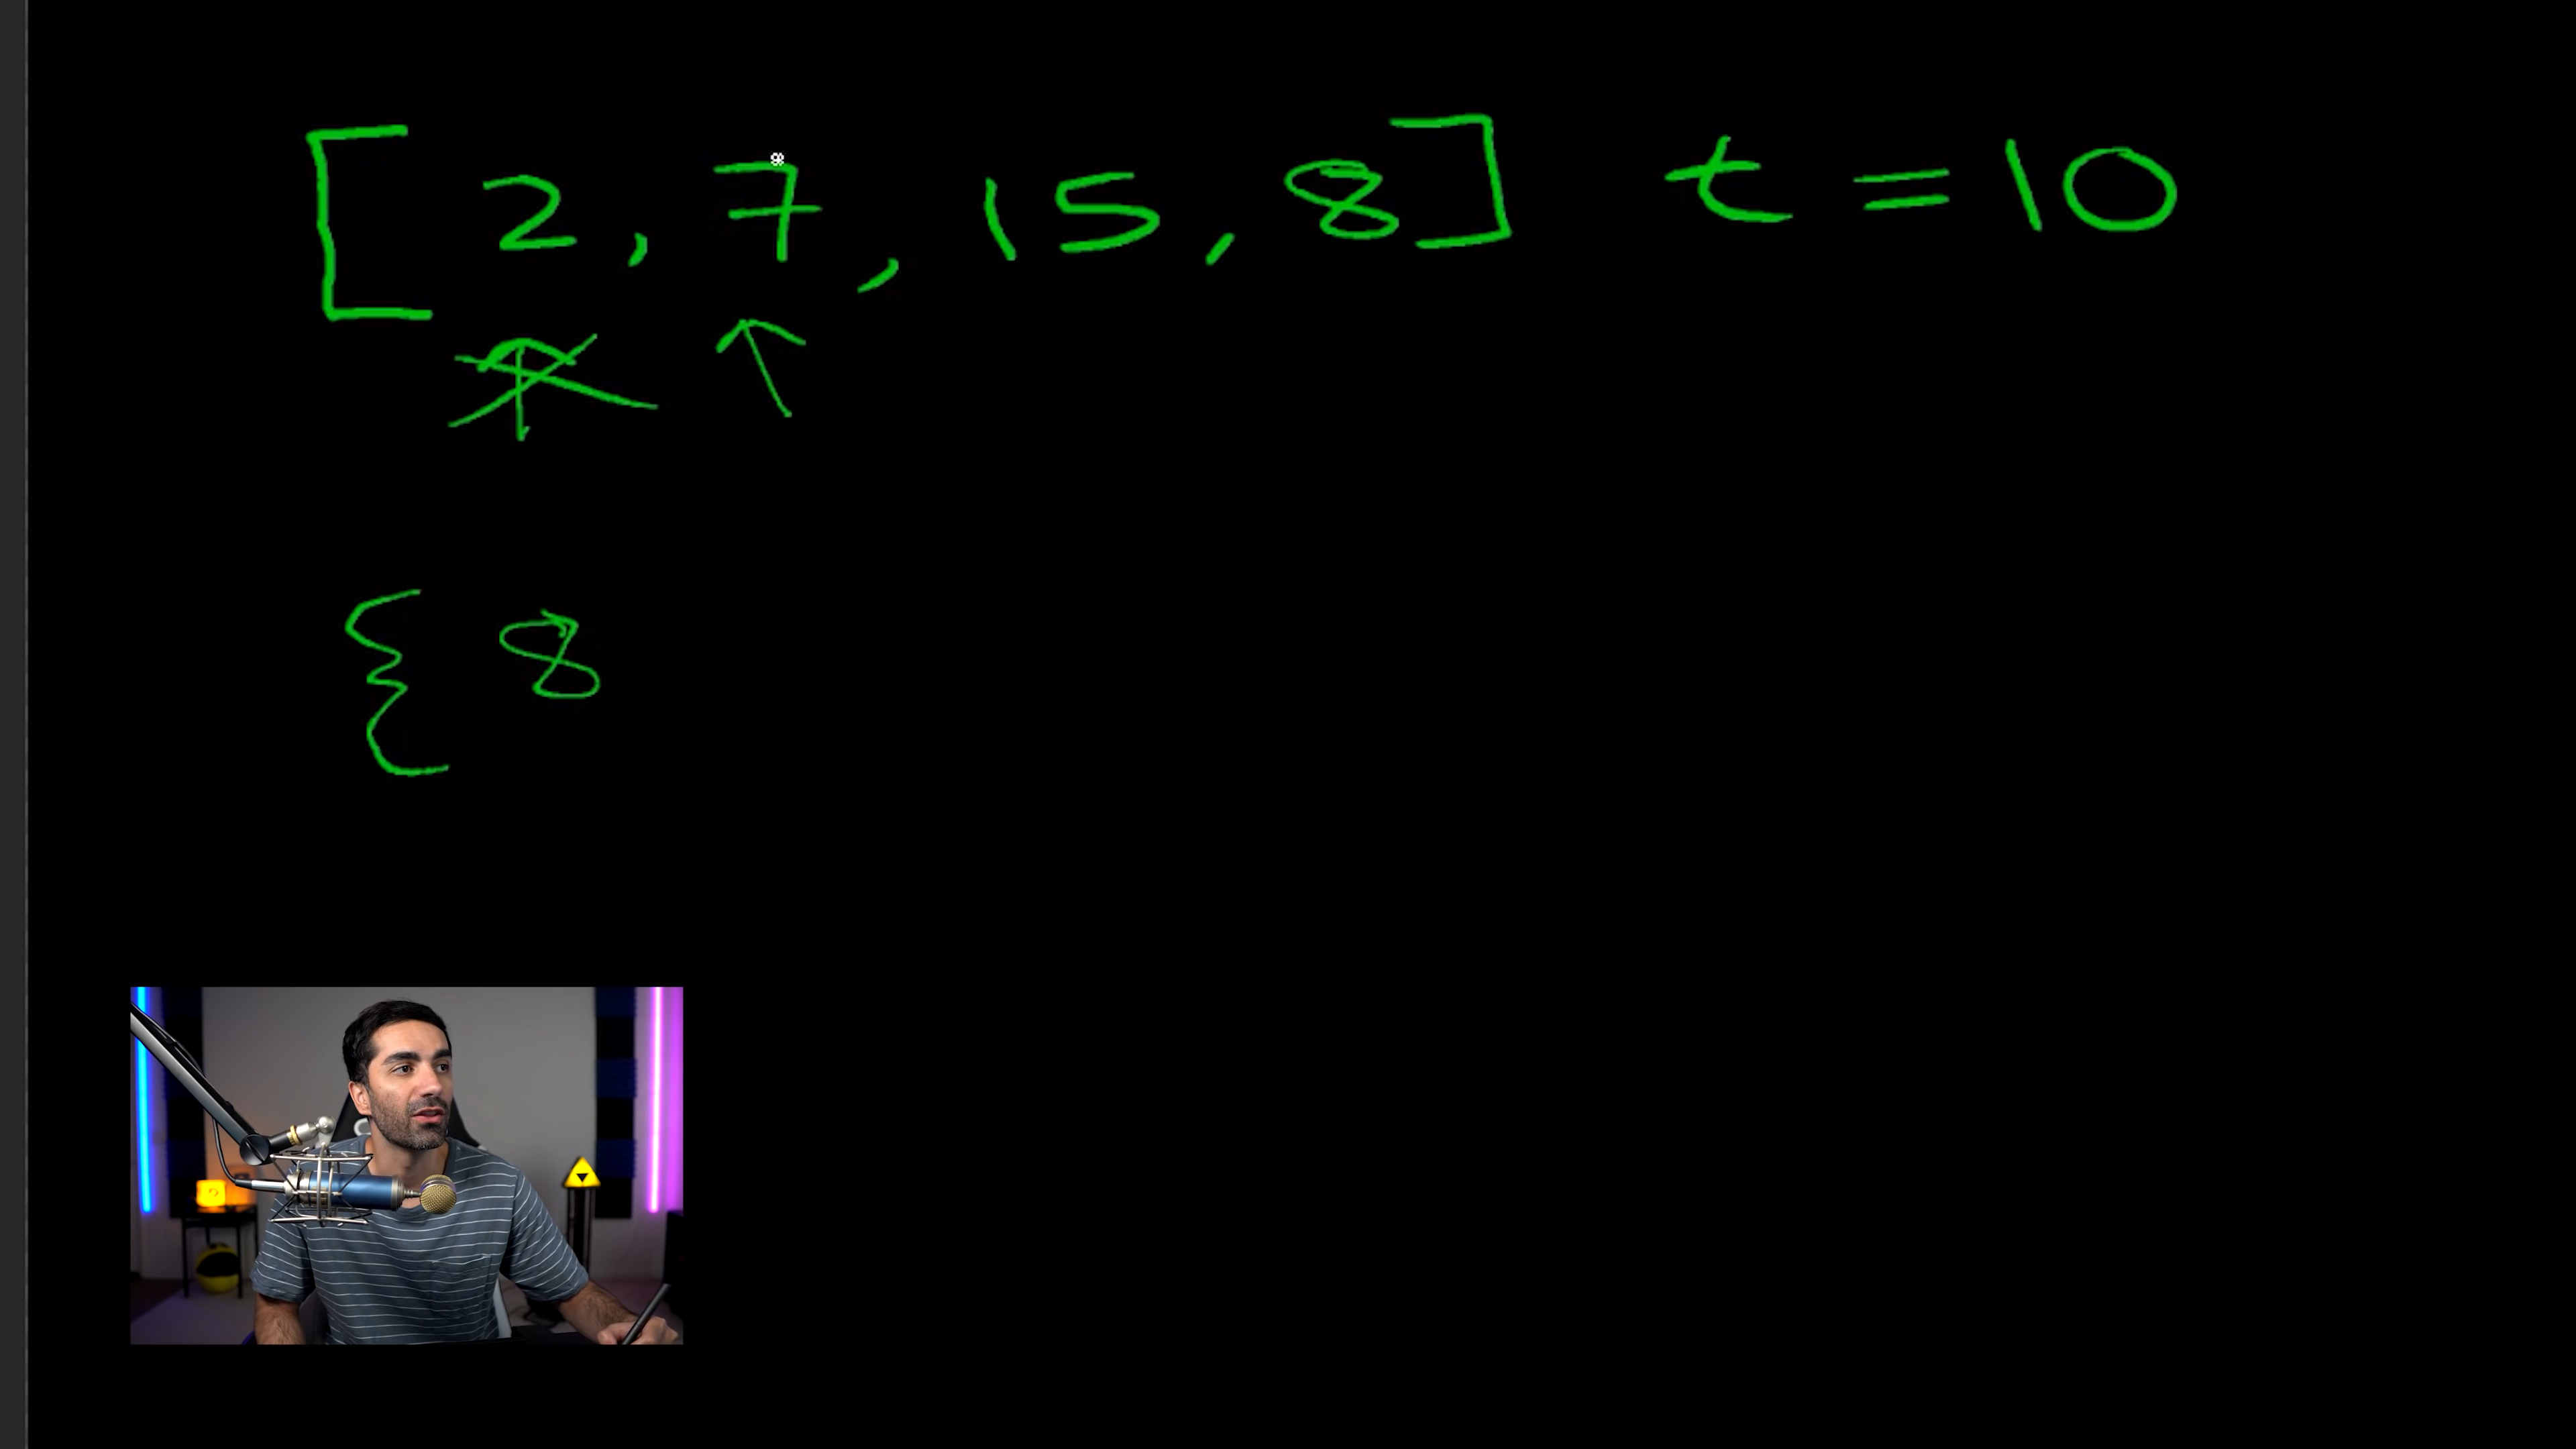 [ 2, 7, 15, 8] t = 10
{ 8